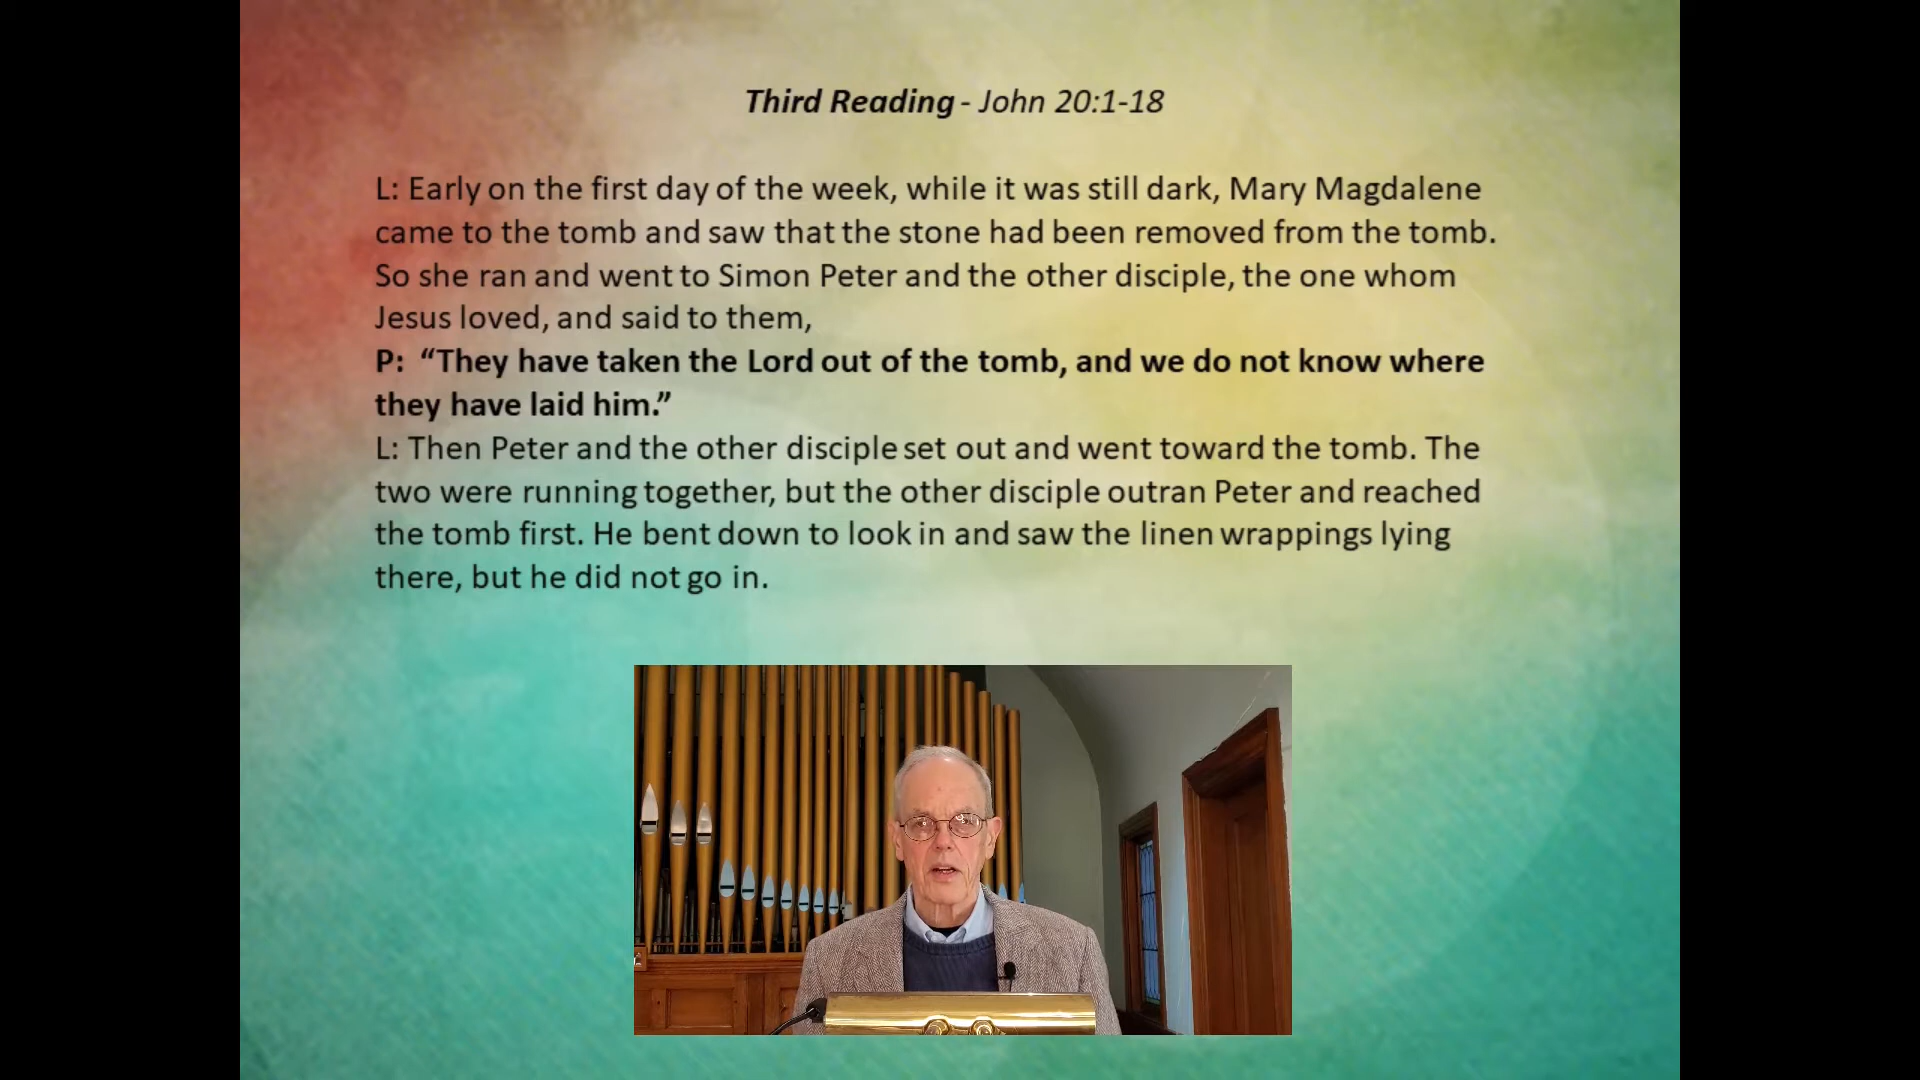 Third Reading - John 20:1-18
L: Early on the first day of the week, while it was still dark, Mary Magdalene
came to the tomb and saw that the stone had been removed from the tomb.
So she ran and went to Simon Peter and the other disciple, the one whom
Jesus loved, and said to them,
P:  “They have taken the Lord out of the tomb, and we do not know where
they have laid him.”
L: Then Peter and the other disciple set out and went toward the tomb. The
two were running together, but the other disciple outran Peter and reached
the tomb first. He bent down to look in and saw the linen wrappings lying
there, but he did not go in.